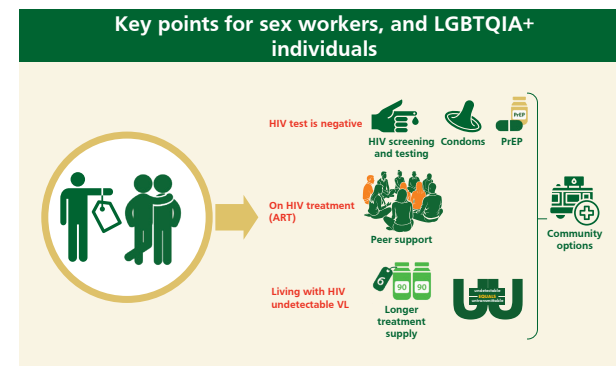 Key points for sex workers, and LGBTQIA+
individuals
HIV test is negative
HIV screening
and testing
Condoms
PrEP
PrEP
On HIV treatment
(ART)
Peer support
Community
options
Living with HIV
undetectable VL
6
90
90
Longer
treatment
supply
undetectable
EQUALS
untransmittable